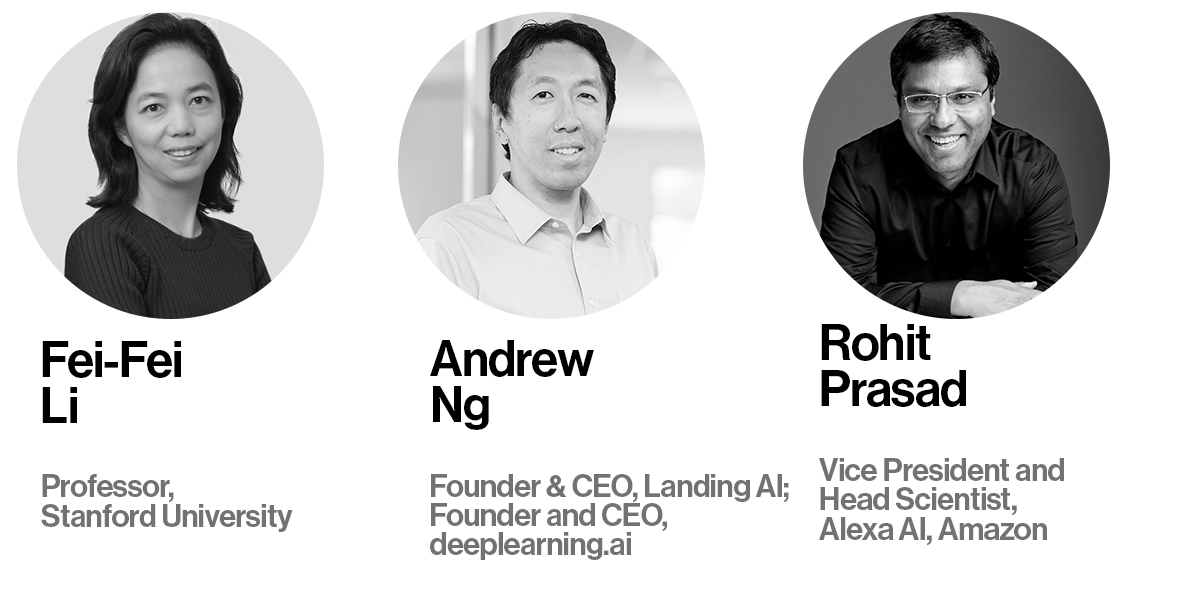 Fei-Fei
Li
Professor,
Stanford University
Andrew
Ng
Founder & CEO, Landing AI;
Founder and CEO,
deeplearning.ai
Rohit
Prasad
Vice President and
Head Scientist,
Alexa AI, Amazon